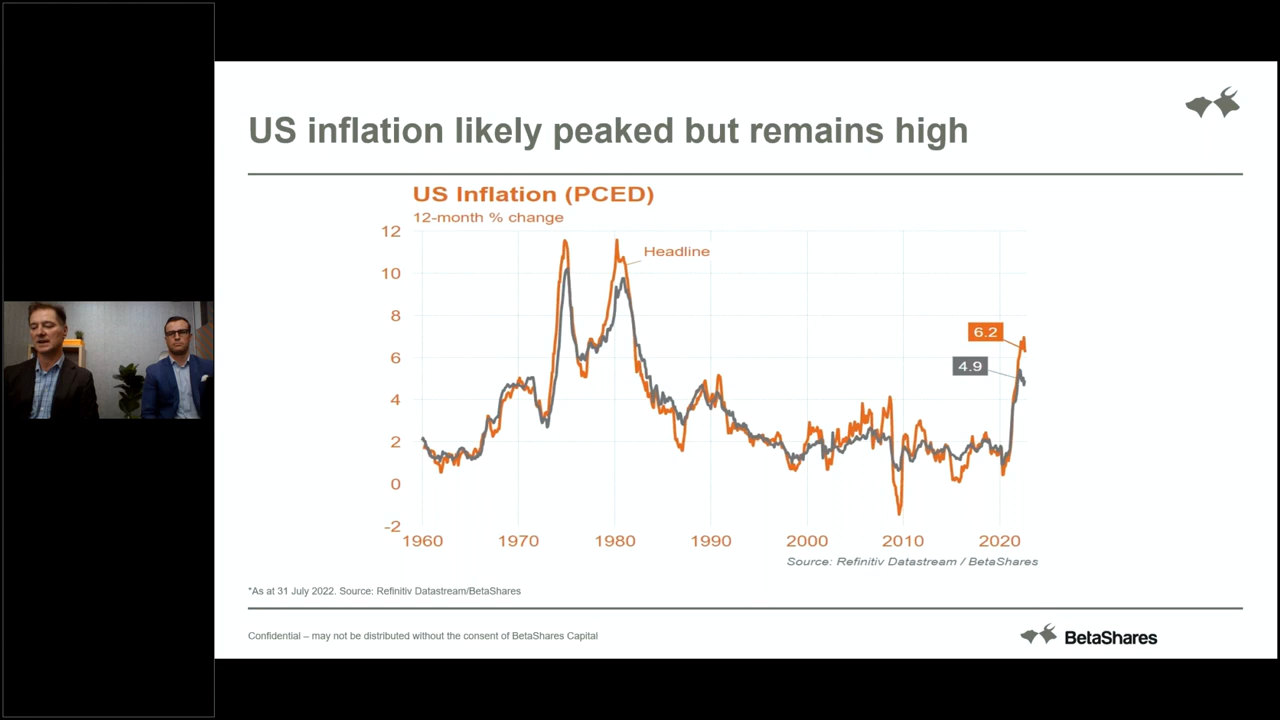 US inflation likely peaked but remains high
US Inflation (PCED)
12-month % change
12
10
8
6
4
2
0
-2
Headline
6.2
4.9
1960 1970 1980 1990 2000 2010 2020
Source: Refinitiv Datastream / BetaShares
*As at 31 July 2022. Source: Refinitiv Datastream/BetaShares
Confidential – may not be distributed without the consent of BetaShares Capital
BetaShares